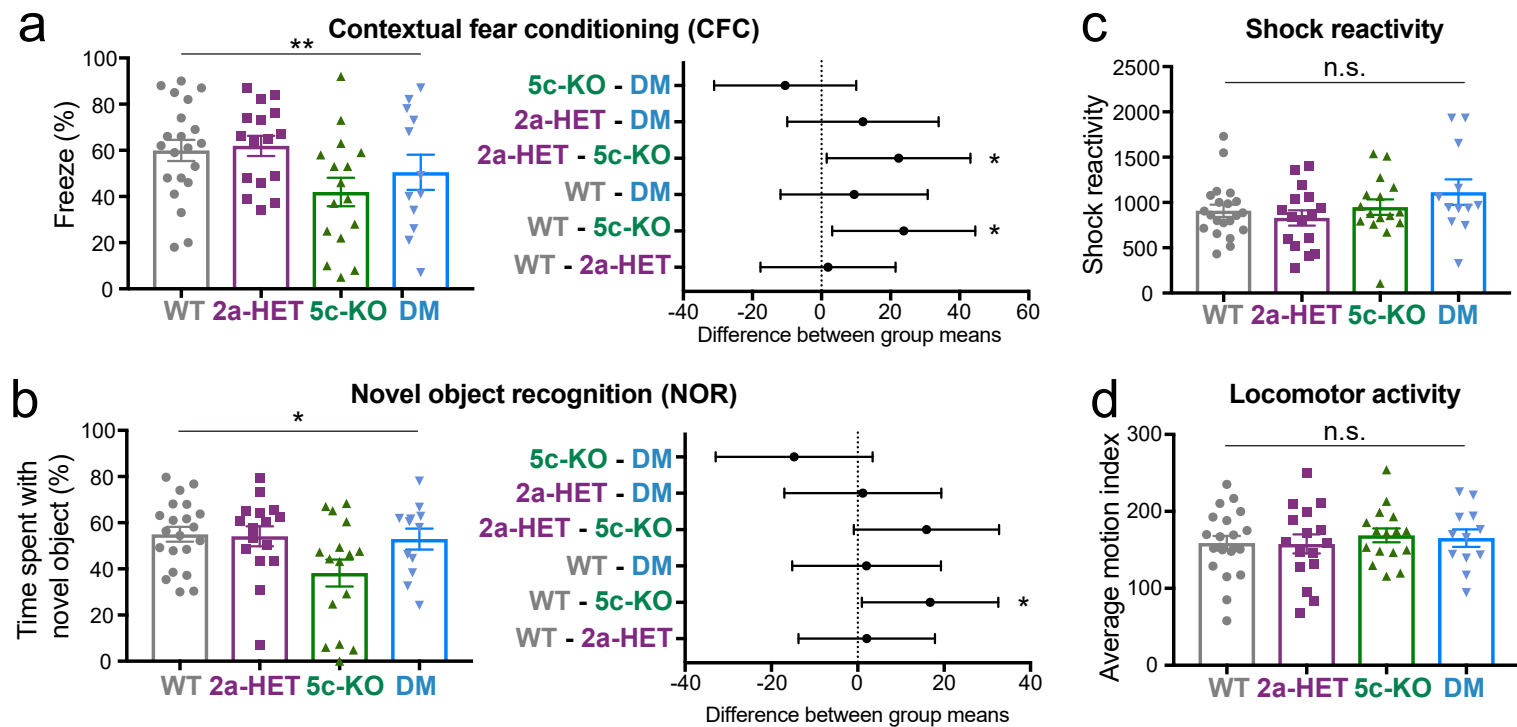 a
Contextual fear conditioning (CFC)
**
Freeze (%)
100
80
60
40
20
0
WT 2a-HET 5c-KO DM
5c-KO - DM
2a-HET - DM
2a-HET - 5c-KO *
WT - DM
WT - 5c-KO *
WT - 2a-HET
-40 -20 0 20 40 60
Difference between group means
c
Shock reactivity
n.s.
Shock reactivity
2500
2000
1500
1000
500
0
WT 2a-HET 5c-KO DM
b
Novel object recognition (NOR)
*
Time spent with
novel object (%)
100
80
60
40
20
0
WT 2a-HET 5c-KO DM
5c-KO - DM
2a-HET - DM
2a-HET - 5c-KO
WT - DM
WT - 5c-KO *
WT - 2a-HET
-40 -20 0 20 40
Difference between group means
d
Locomotor activity
n.s.
Average motion index
300
200
100
0
WT 2a-HET 5c-KO DM